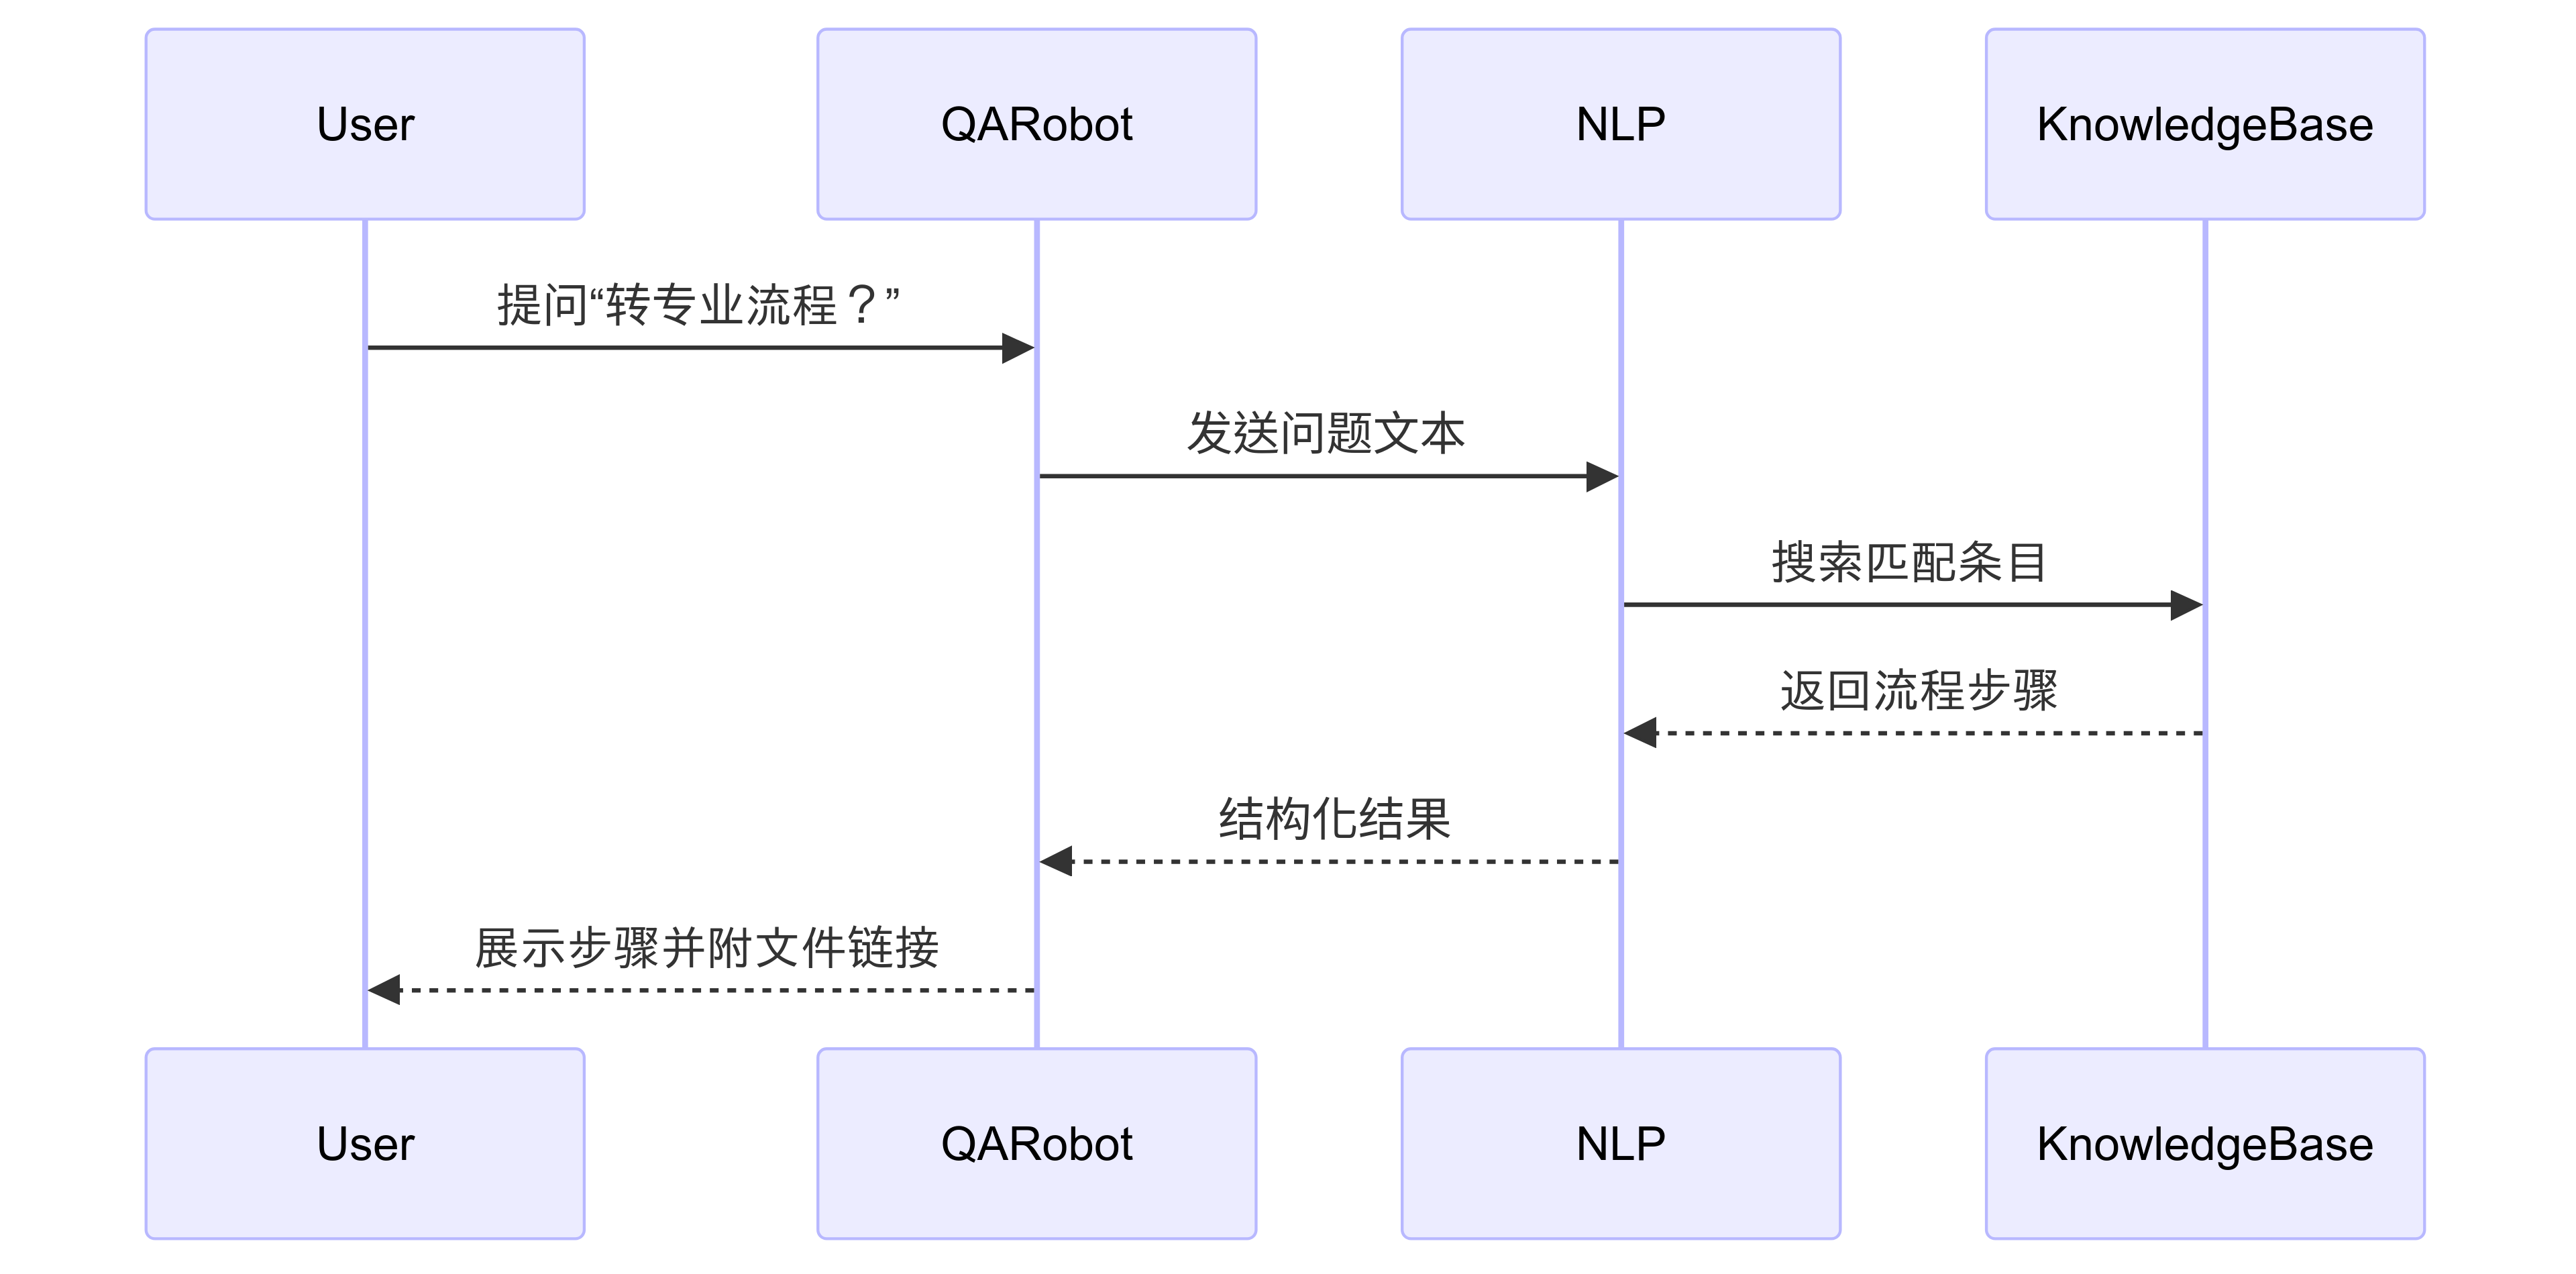 User
QARobot
NLP
KnowledgeBase
提问“转专业流程？”
发送问题文本
搜索匹配条目
返回流程步骤
结构化结果
展示步骤并附文件链接
User
QARobot
NLP
KnowledgeBase